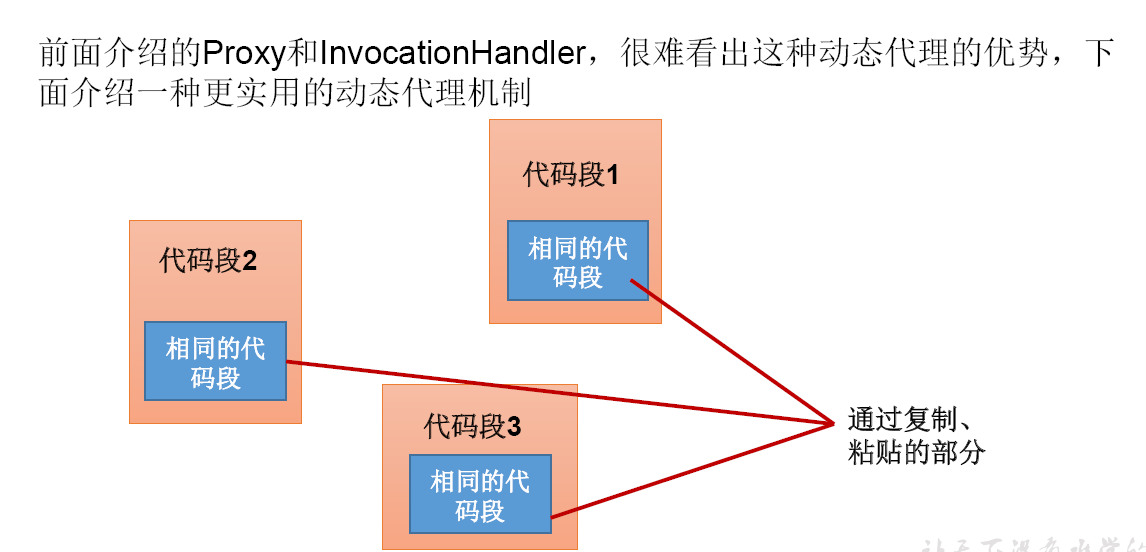 前面介绍的Proxy和InvocationHandler，很难看出这种动态代理的优势，下
面介绍一种更实用的动态代理机制
代码段1
相同的代
码段
代码段2
相同的代
码段
代码段3
相同的代
码段
通过复制、
粘贴的部分